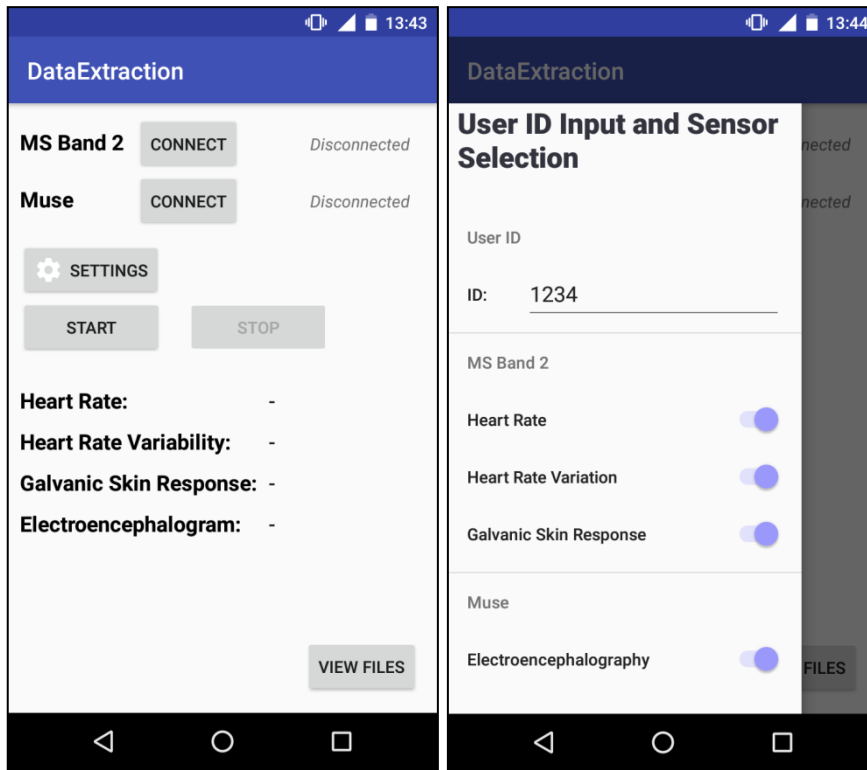 13:43
DataExtraction
MS Band 2 CONNECT Disconnected
Muse CONNECT Disconnected
SETTINGS
START STOP
Heart Rate: -
Heart Rate Variability: -
Galvanic Skin Response: -
Electroencephalogram: -
VIEW FILES
13:44
DataExtraction
User ID Input and Sensor
Selection
nected
nected
User ID
ID: 1234
MS Band 2
Heart Rate
Heart Rate Variation
Galvanic Skin Response
Muse
Electroencephalography
FILES